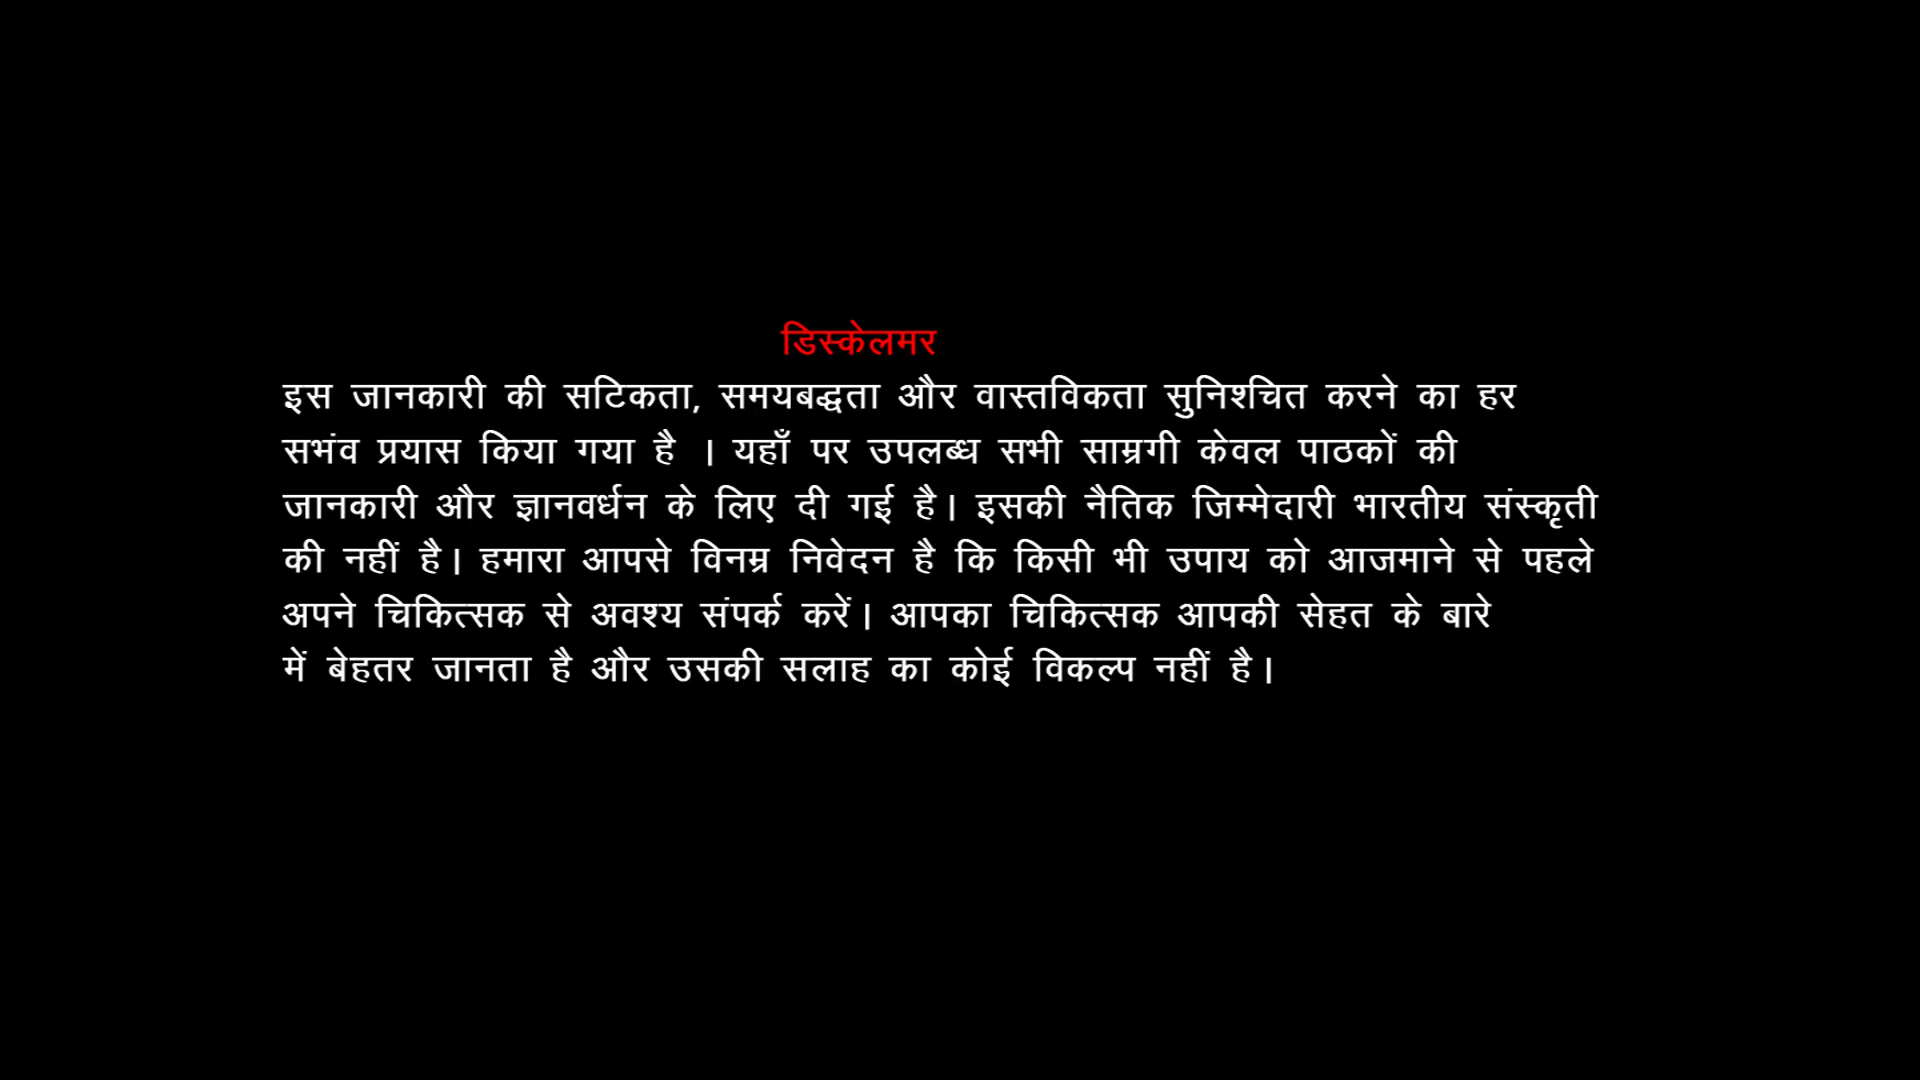 डिस्केलमर
इस जानकारी की सटिकता, समयबद्धता और वास्तविकता सुनिश्चित करने का हर
सभंव प्रयास किया गया है । यहाँ पर उपलब्ध सभी साम्रगी केवल पाठकों की
जानकारी और ज्ञानवर्धन के लिए दी गई है। इसकी नैतिक जिम्मेदारी भारतीय संस्कृती
की नहीं है। हमारा आपसे विनम्र निवेदन है कि किसी भी उपाय को आजमाने से पहले
अपने चिकित्सक से अवश्य संपर्क करें। आपका चिकित्सक आपकी सेहत के बारे
में बेहतर जानता है और उसकी सलाह का कोई विकल्प नहीं है।